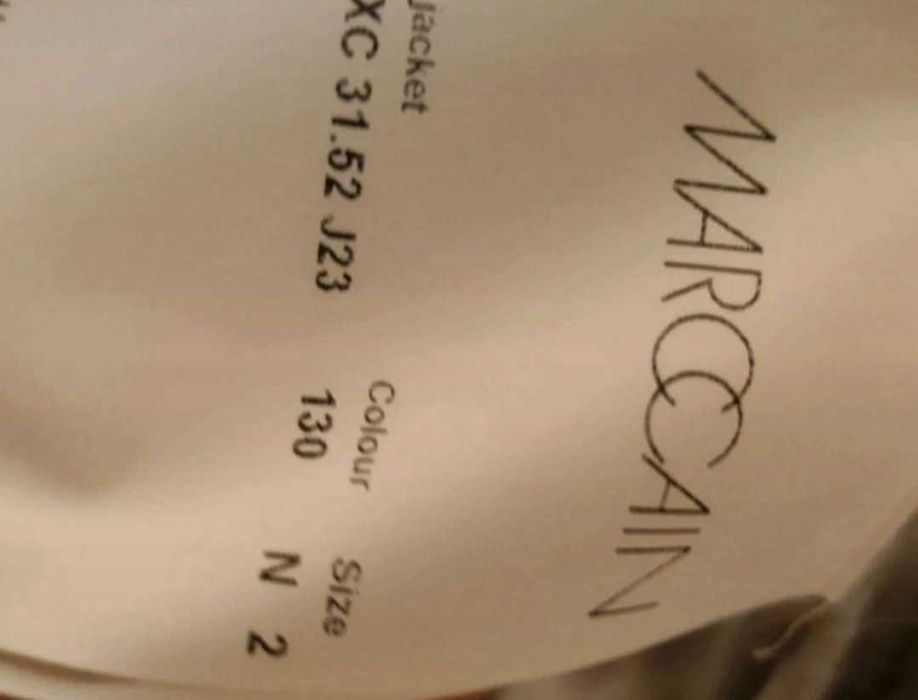 MARCCAIN
Jacket Colour Size
XC 31.52 J23 130 N 2